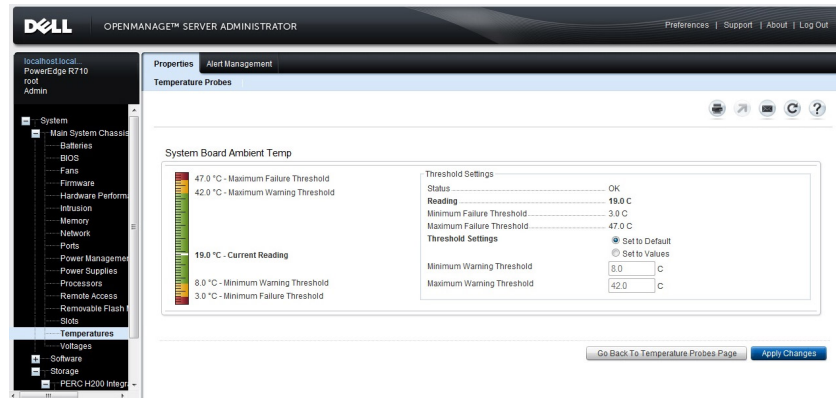 DELL OPENMANAGE™ SERVER ADMINISTRATOR
Preferences | Support | About | Log Out
localhost.local...
PowerEdge R710
root
Admin
Properties
Alert Management
Temperature Probes
System
Main System Chassis
Batteries
BIOS
Fans
Firmware
Hardware Performa
Intrusion
Memory
Network
Ports
Power Managemen
Power Supplies
Processors
Remote Access
Removable Flash M
Slots
Temperatures
Voltages
Software
Storage
PERC H200 Integra
System Board Ambient Temp
47.0 °C - Maximum Failure Threshold
42.0 °C - Maximum Warning Threshold
19.0 °C - Current Reading
8.0 °C - Minimum Warning Threshold
3.0 °C - Minimum Failure Threshold
Threshold Settings
Status OK
Reading 19.0 C
Minimum Failure Threshold 3.0 C
Maximum Failure Threshold 47.0 C
Threshold Settings Set to Default
Set to Values
Minimum Warning Threshold 8.0 C
Maximum Warning Threshold 42.0 C
Go Back To Temperature Probes Page
Apply Changes